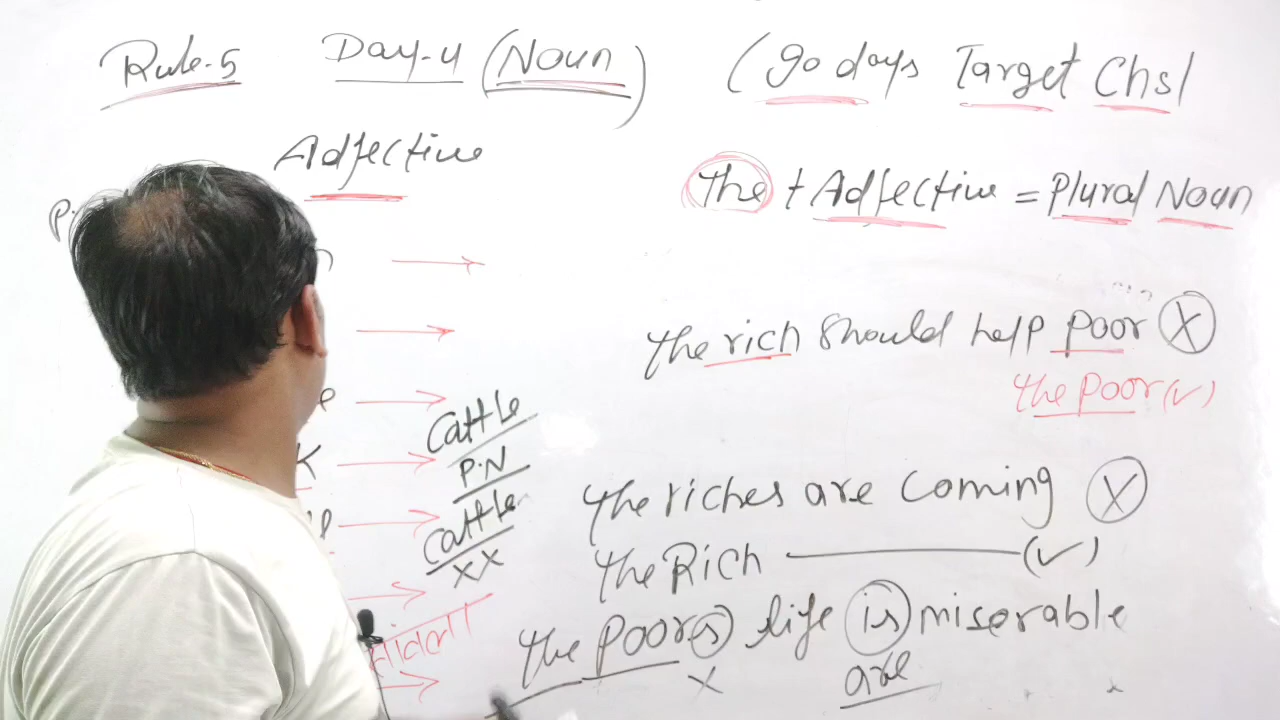 Rule-5 Day-4 (Noun) (90 days Target Chsl
Adjective
The + Adjective = Plural Noun
the rich should help poor (X)
the poor (✓)
Cattle
P.N
Cattle
XX
the riches are coming (X)
the Rich ——— (✓)
the poor(s) life (is) miserable
X are